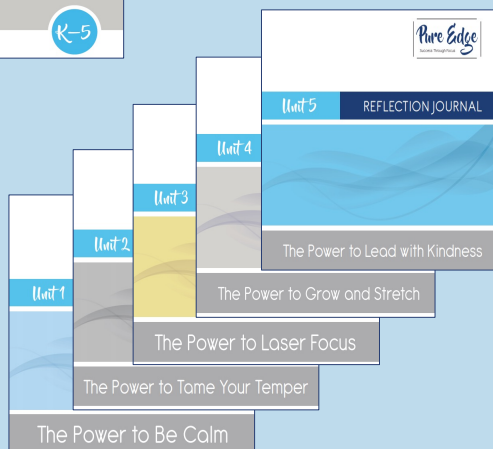 K–5
Pure Edge
Success Through Focus
Unit 5
REFLECTION JOURNAL
The Power to Lead with Kindness
Unit 4
The Power to Grow and Stretch
Unit 3
The Power to Laser Focus
Unit 2
The Power to Tame Your Temper
Unit 1
The Power to Be Calm